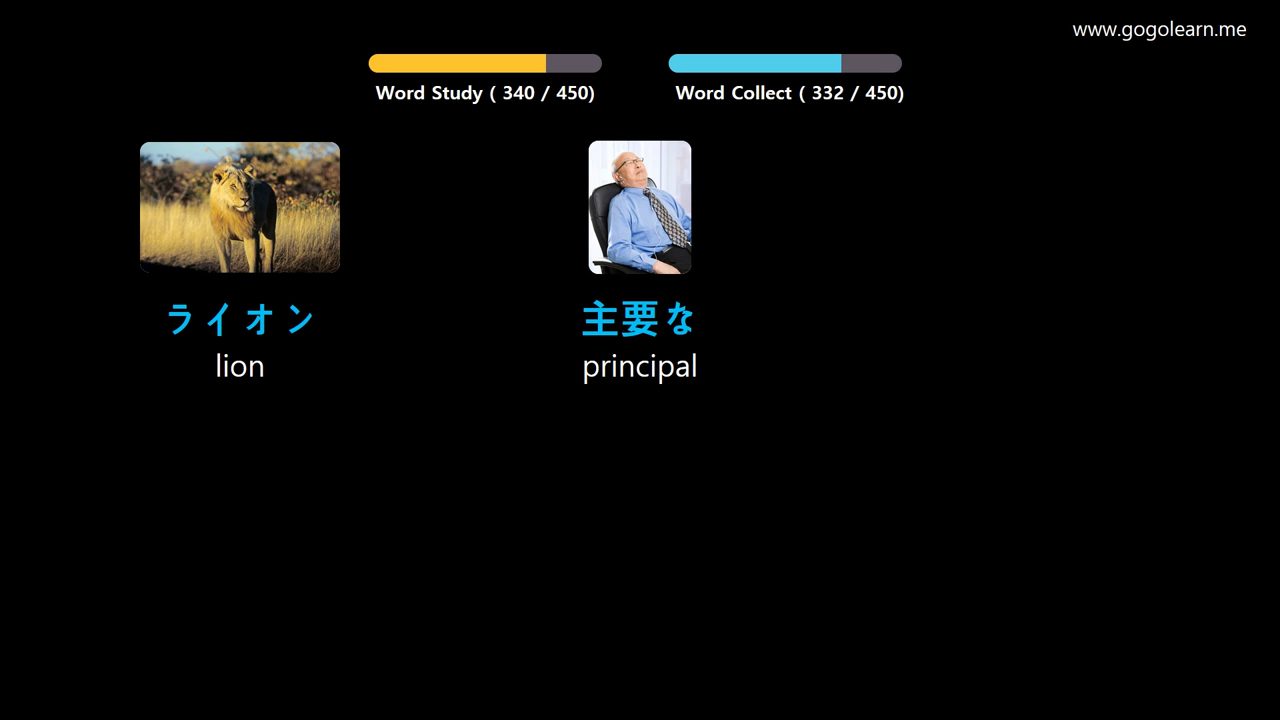 www.gogolearn.me
Word Study ( 340 / 450)
Word Collect ( 332 / 450)
ライオン
主要な
lion
principal